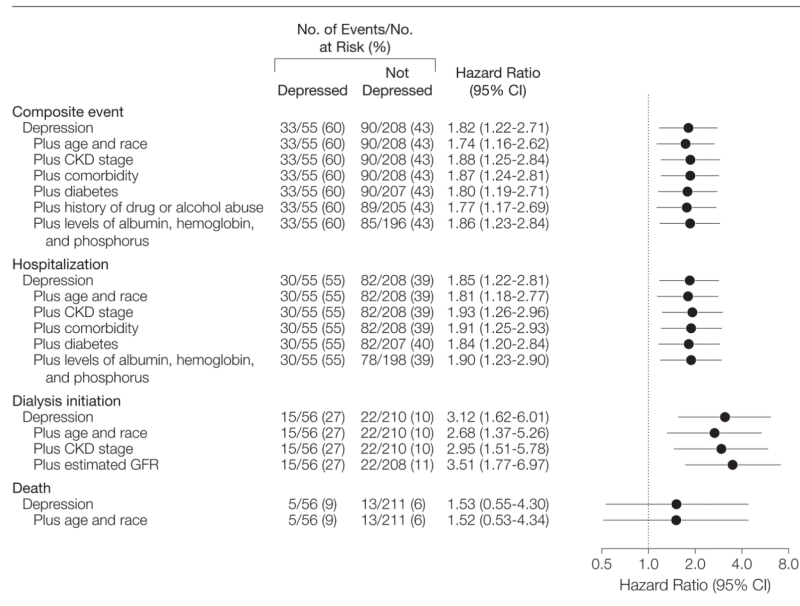 No. of Events/No.
at Risk (%)
Depressed
Not
Depressed
Hazard Ratio
(95% CI)
Composite event
Depression 33/55 (60) 90/208 (43) 1.82 (1.22-2.71)
Plus age and race 33/55 (60) 90/208 (43) 1.74 (1.16-2.62)
Plus CKD stage 33/55 (60) 90/208 (43) 1.88 (1.25-2.84)
Plus comorbidity 33/55 (60) 90/208 (43) 1.87 (1.24-2.81)
Plus diabetes 33/55 (60) 90/207 (43) 1.80 (1.19-2.71)
Plus history of drug or alcohol abuse 33/55 (60) 89/205 (43) 1.77 (1.17-2.69)
Plus levels of albumin, hemoglobin, 33/55 (60) 85/196 (43) 1.86 (1.23-2.84)
and phosphorus
Hospitalization
Depression 30/55 (55) 82/208 (39) 1.85 (1.22-2.81)
Plus age and race 30/55 (55) 82/208 (39) 1.81 (1.18-2.77)
Plus CKD stage 30/55 (55) 82/208 (39) 1.93 (1.26-2.96)
Plus comorbidity 30/55 (55) 82/208 (39) 1.91 (1.25-2.93)
Plus diabetes 30/55 (55) 82/207 (40) 1.84 (1.20-2.84)
Plus levels of albumin, hemoglobin, 30/55 (55) 78/198 (39) 1.90 (1.23-2.90)
and phosphorus
Dialysis initiation
Depression 15/56 (27) 22/210 (10) 3.12 (1.62-6.01)
Plus age and race 15/56 (27) 22/210 (10) 2.68 (1.37-5.26)
Plus CKD stage 15/56 (27) 22/210 (10) 2.95 (1.51-5.78)
Plus estimated GFR 15/56 (27) 22/208 (11) 3.51 (1.77-6.97)
Death
Depression 5/56 (9) 13/211 (6) 1.53 (0.55-4.30)
Plus age and race 5/56 (9) 13/211 (6) 1.52 (0.53-4.34)
0.5 1.0 2.0 4.0 8.0
Hazard Ratio (95% CI)